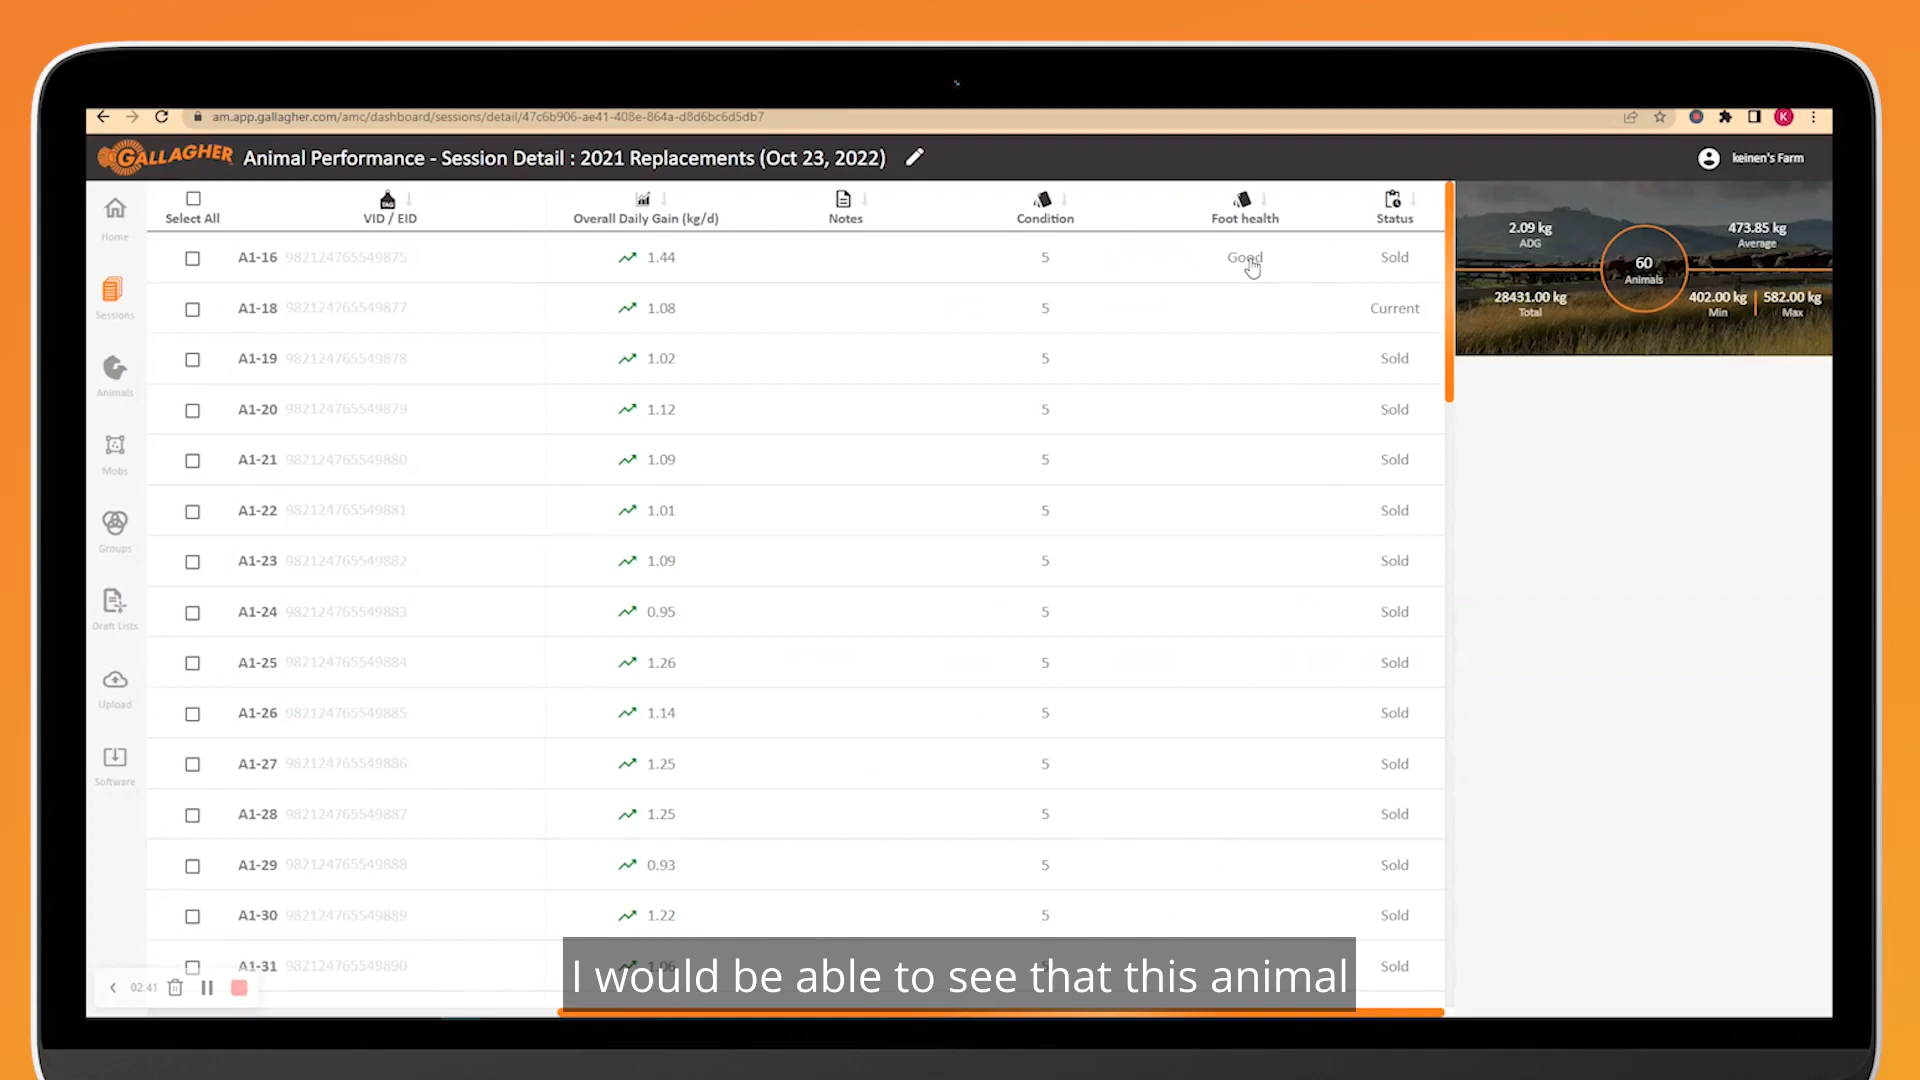 am.app.gallagher.com/amc/dashboard/sessions/detail/47c6b906-ae41-408e-864a-d8d6bc6d5db7
K
GALLAGHER
Animal Performance - Session Detail : 2021 Replacements (Oct 23, 2022)
keinen's Farm
Home
Sessions
Animals
Mobs
Groups
Draft Lists
Upload
Software
Select All
TAG
VID / EID
Overall Daily Gain (kg/d)
Notes
Condition
Foot health
Status
A1-16 982124765549875 1.44 5 Good Sold
A1-18 982124765549877 1.08 5 Current
A1-19 982124765549878 1.02 5 Sold
A1-20 982124765549879 1.12 5 Sold
A1-21 982124765549880 1.09 5 Sold
A1-22 982124765549881 1.01 5 Sold
A1-23 982124765549882 1.09 5 Sold
A1-24 982124765549883 0.95 5 Sold
A1-25 982124765549884 1.26 5 Sold
A1-26 982124765549885 1.14 5 Sold
A1-27 982124765549886 1.25 5 Sold
A1-28 982124765549887 1.25 5 Sold
A1-29 982124765549888 0.93 5 Sold
A1-30 982124765549889 1.22 5 Sold
A1-31 982124765549890 1.06 5 Sold
2.09 kg
ADG
473.85 kg
Average
60
Animals
28431.00 kg
Total
402.00 kg
Min
582.00 kg
Max
02:41
I would be able to see that this animal